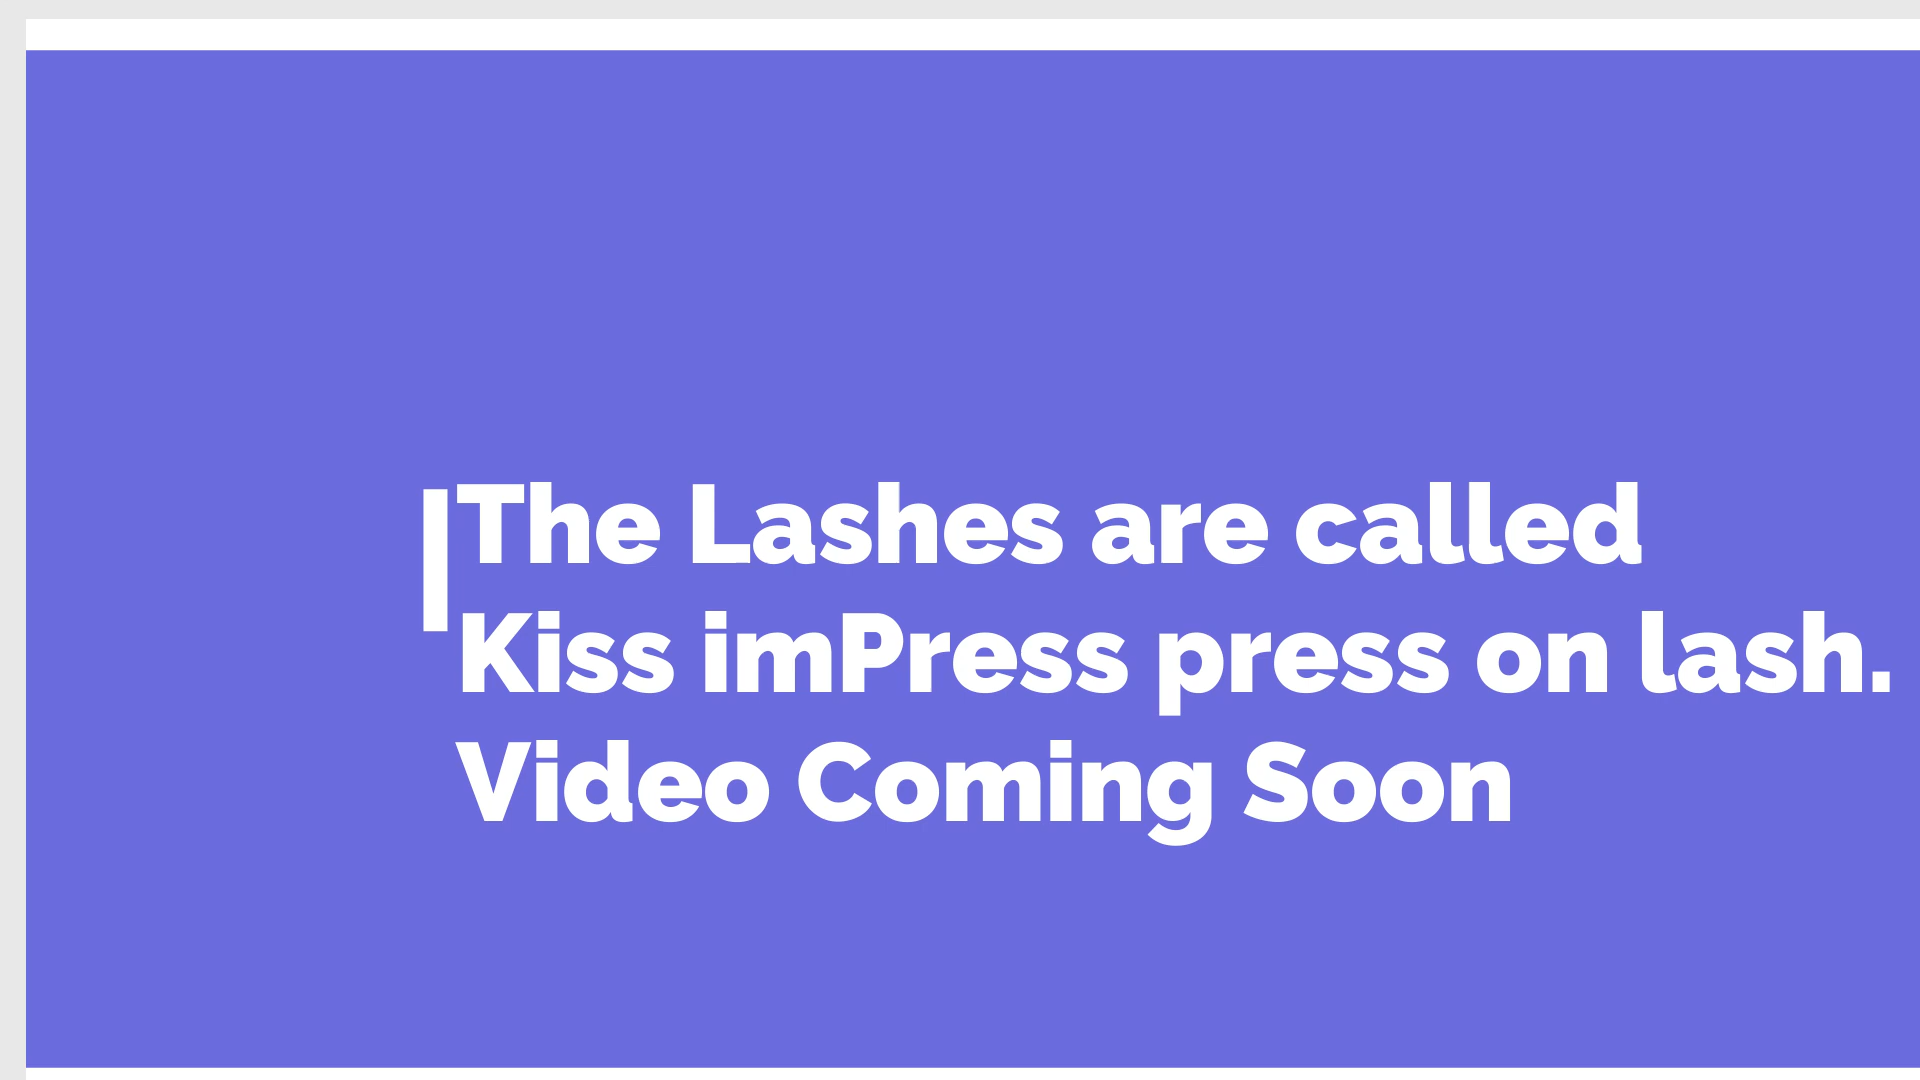 The Lashes are called
Kiss imPress press on lash.
Video Coming Soon